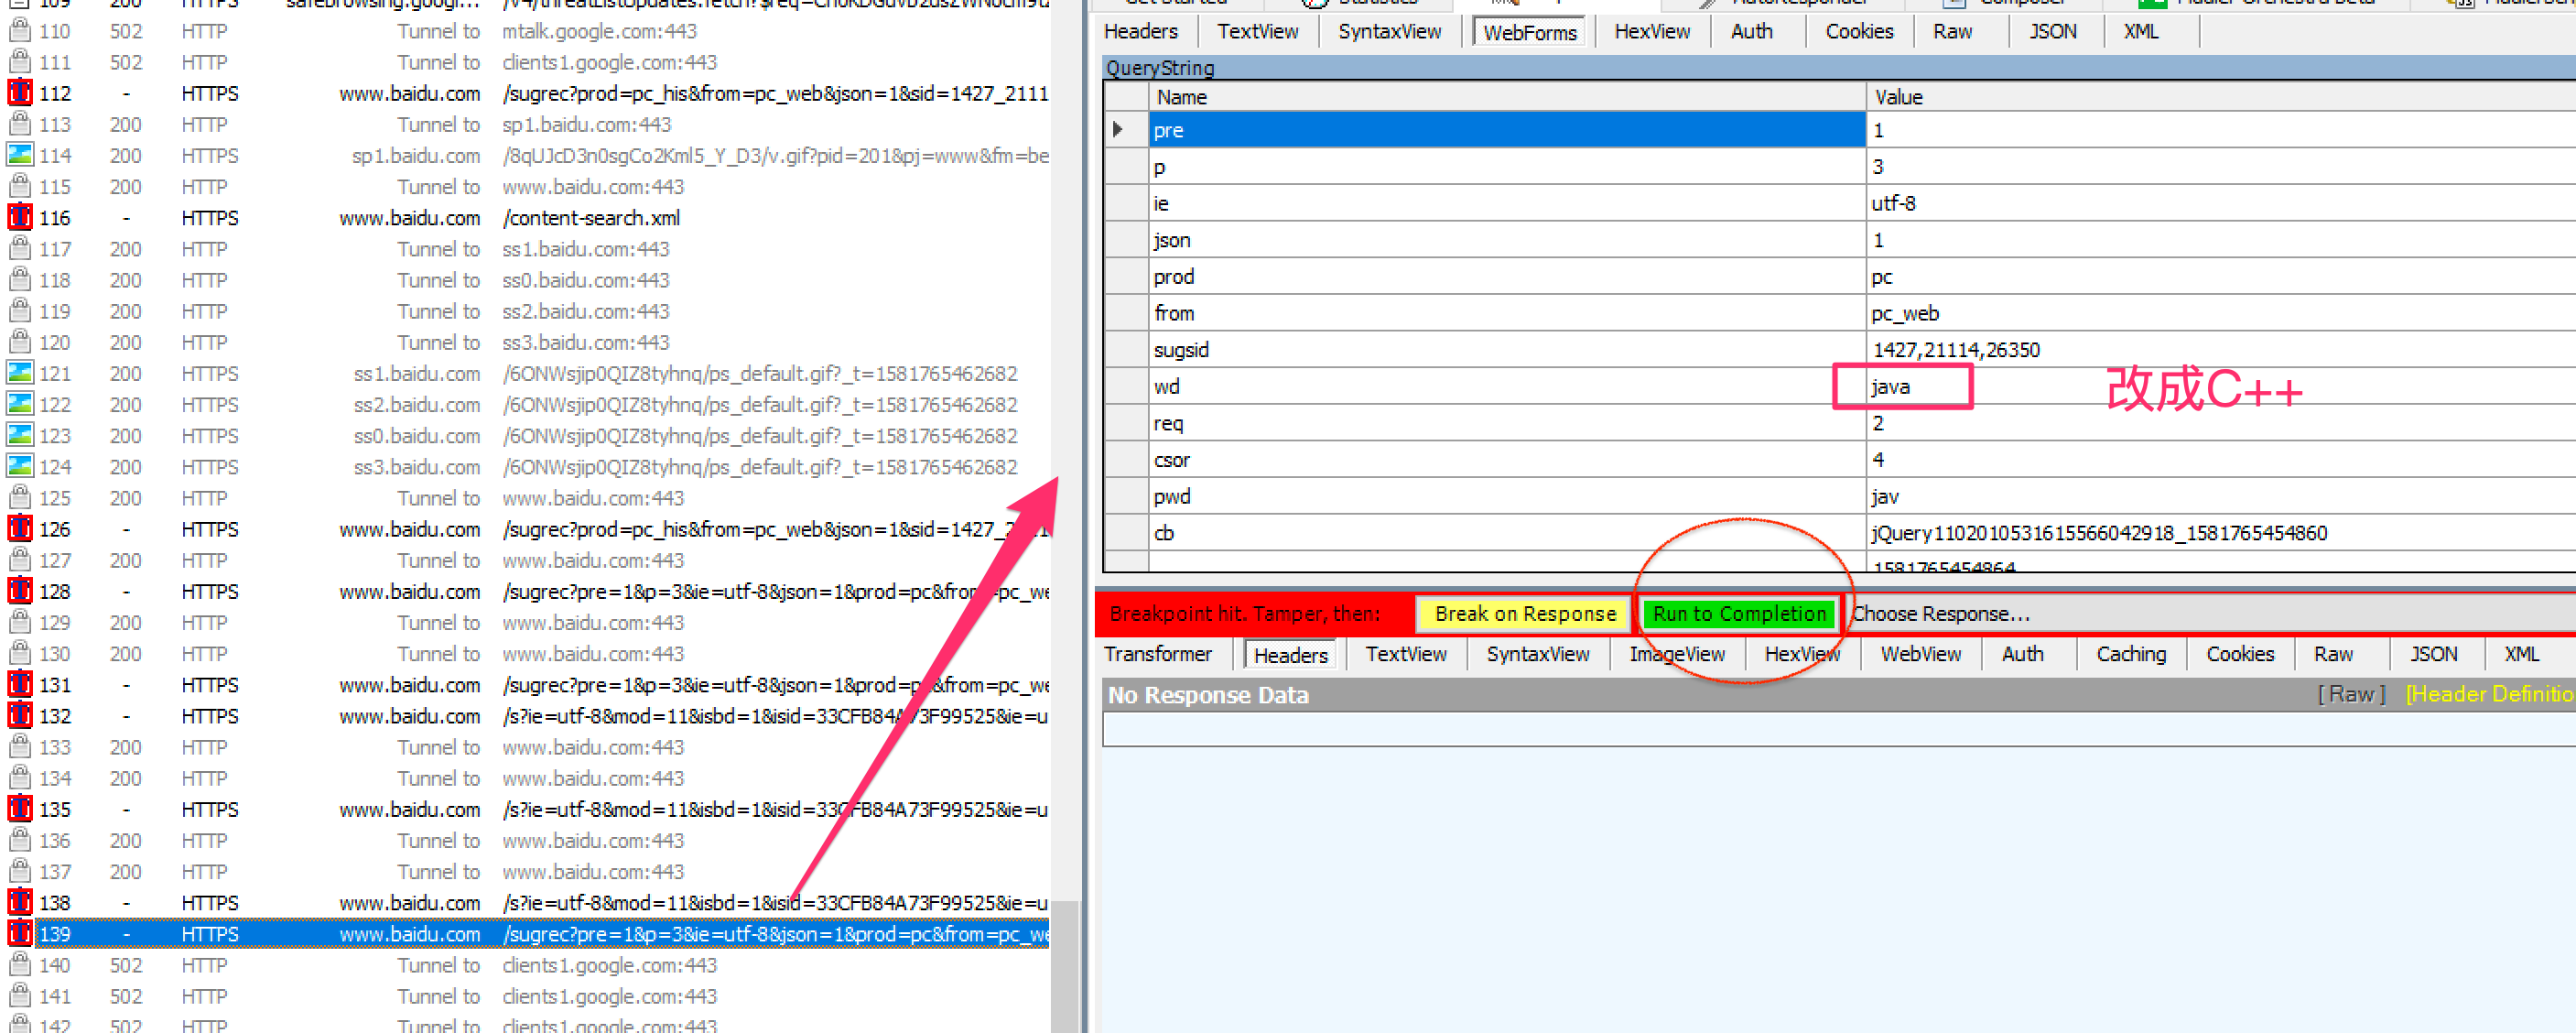 110 502 HTTP Tunnel to mtalk.google.com:443
111 502 HTTP Tunnel to clients1.google.com:443
112 - HTTPS www.baidu.com /sugrec?prod=pc_his&from=pc_web&json=1&sid=1427_2111
113 200 HTTP Tunnel to sp1.baidu.com:443
114 200 HTTPS sp1.baidu.com /8qUJcD3n0sgCo2Kml5_Y_D3/v.gif?pid=201&pj=www&fm=be
115 200 HTTP Tunnel to www.baidu.com:443
116 - HTTPS www.baidu.com /content-search.xml
117 200 HTTP Tunnel to ss1.baidu.com:443
118 200 HTTP Tunnel to ss0.baidu.com:443
119 200 HTTP Tunnel to ss2.baidu.com:443
120 200 HTTP Tunnel to ss3.baidu.com:443
121 200 HTTPS ss1.baidu.com /6ONWsjip0QIZ8tyhnq/ps_default.gif?_t=1581765462682
122 200 HTTPS ss2.baidu.com /6ONWsjip0QIZ8tyhnq/ps_default.gif?_t=1581765462682
123 200 HTTPS ss0.baidu.com /6ONWsjip0QIZ8tyhnq/ps_default.gif?_t=1581765462682
124 200 HTTPS ss3.baidu.com /6ONWsjip0QIZ8tyhnq/ps_default.gif?_t=1581765462682
125 200 HTTP Tunnel to www.baidu.com:443
126 - HTTPS www.baidu.com /sugrec?prod=pc_his&from=pc_web&json=1&sid=1427_
127 200 HTTP Tunnel to www.baidu.com:443
128 - HTTPS www.baidu.com /sugrec?pre=1&p=3&ie=utf-8&json=1&prod=pc&from=pc_we
129 200 HTTP Tunnel to www.baidu.com:443
130 200 HTTP Tunnel to www.baidu.com:443
131 - HTTPS www.baidu.com /sugrec?pre=1&p=3&ie=utf-8&json=1&prod=pc&from=pc_we
132 - HTTPS www.baidu.com /s?ie=utf-8&mod=11&isbd=1&isid=33CFB84A73F99525&ie=u
133 200 HTTP Tunnel to www.baidu.com:443
134 200 HTTP Tunnel to www.baidu.com:443
135 - HTTPS www.baidu.com /s?ie=utf-8&mod=11&isbd=1&isid=33CFB84A73F99525&ie=u
136 200 HTTP Tunnel to www.baidu.com:443
137 200 HTTP Tunnel to www.baidu.com:443
138 - HTTPS www.baidu.com /s?ie=utf-8&mod=11&isbd=1&isid=33CFB84A73F99525&ie=u
139 - HTTPS www.baidu.com /sugrec?pre=1&p=3&ie=utf-8&json=1&prod=pc&from=pc_we
140 502 HTTP Tunnel to clients1.google.com:443
141 502 HTTP Tunnel to clients1.google.com:443
142 502 HTTP Tunnel to clients1.google.com:443
Headers TextView SyntaxView WebForms HexView Auth Cookies Raw JSON XML
QueryString
Name Value
pre 1
p 3
ie utf-8
json 1
prod pc
from pc_web
sugsid 1427,21114,26350
wd java 改成C++
req 2
csor 4
pwd jav
cb jQuery1102010531615566042918_1581765454860
1581765454864
Breakpoint hit. Tamper, then: Break on Response Run to Completion Choose Response...
Transformer Headers TextView SyntaxView ImageView HexView WebView Auth Caching Cookies Raw JSON XML
No Response Data [ Raw ] [Header Definitio